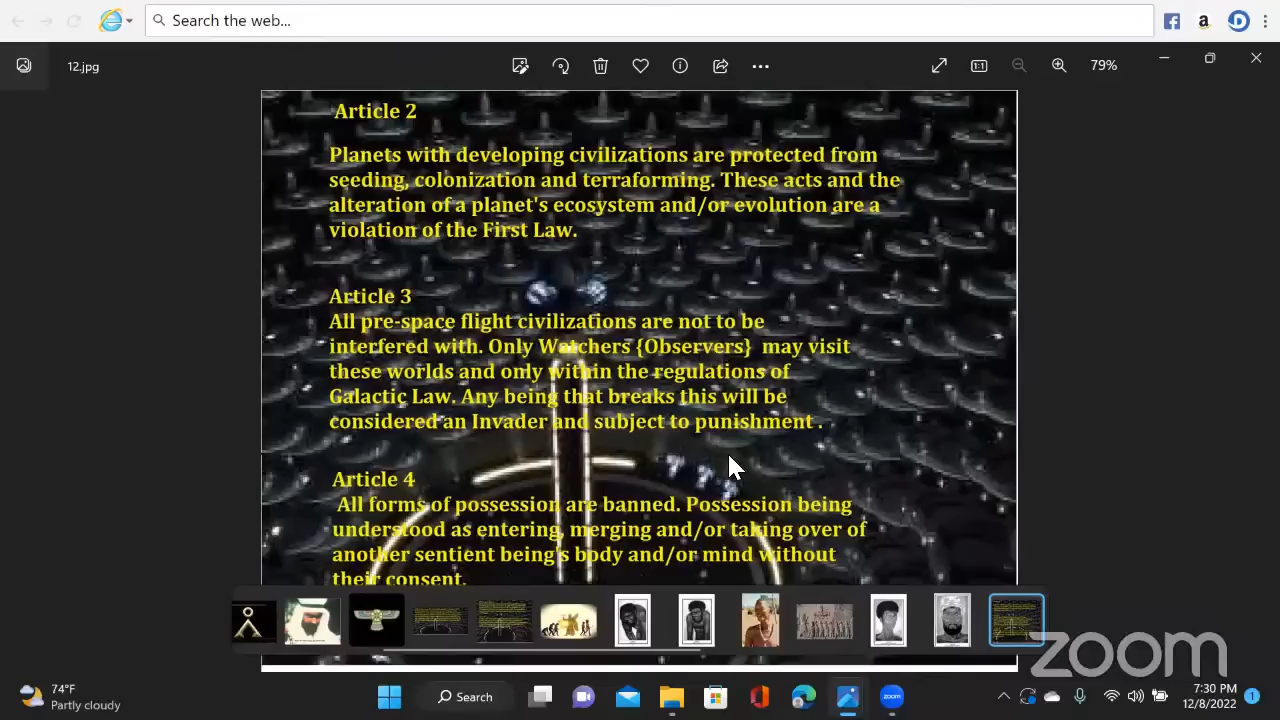 Search the web...
12.jpg
79%
Article 2
Planets with developing civilizations are protected from
seeding, colonization and terraforming. These acts and the
alteration of a planet's ecosystem and/or evolution are a
violation of the First Law.
Article 3
All pre-space flight civilizations are not to be
interfered with. Only Watchers {Observers}  may visit
these worlds and only within the regulations of
Galactic Law. Any being that breaks this will be
considered an Invader and subject to punishment .
Article 4
All forms of possession are banned. Possession being
understood as entering, merging and/or taking over of
another sentient being's body and/or mind without
their consent.
zoom
74°F
Partly cloudy
Search
zoom
7:30 PM
12/8/2022
1